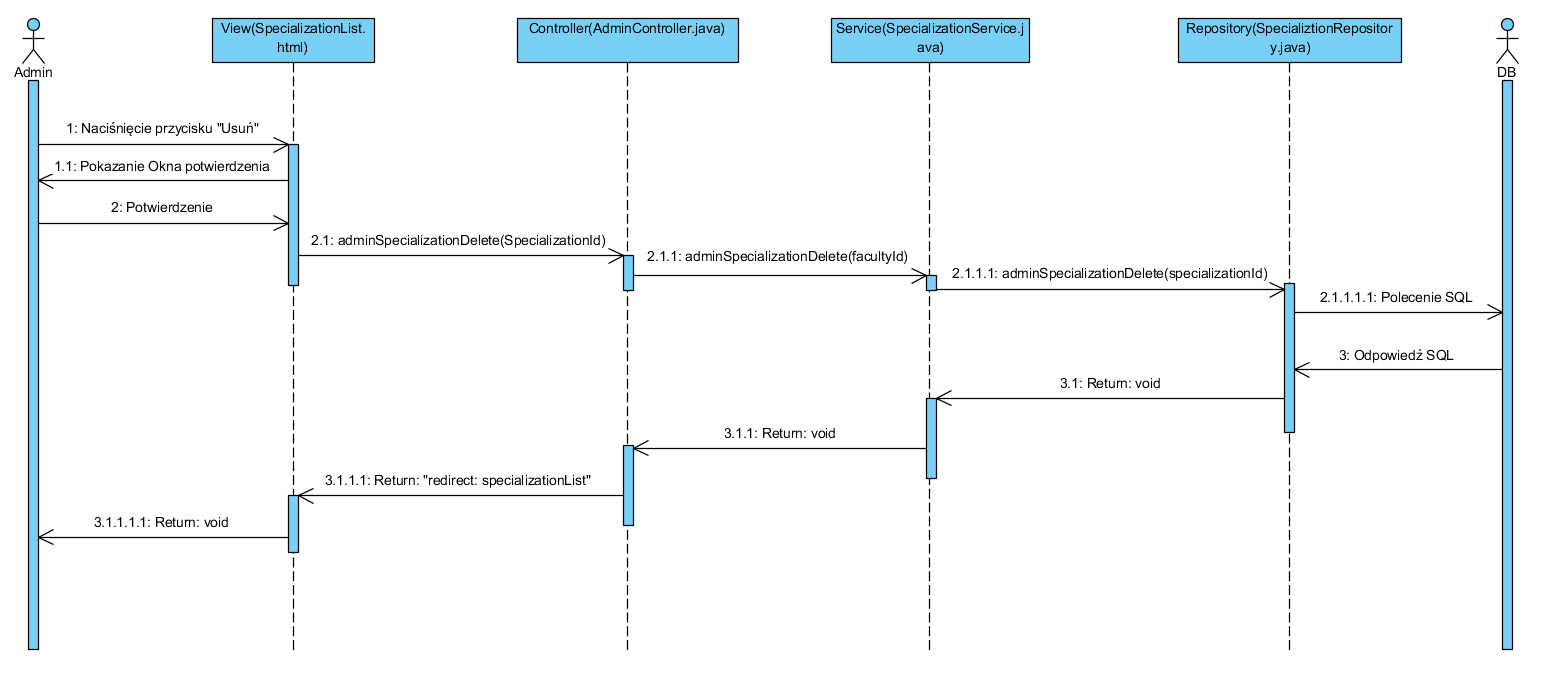 View(SpecializationList.
html)
Controller(AdminController.java)
Service(SpecializationService.j
ava)
Repository(SpecializtionRepositor
y.java)
Admin
DB
1: Naciśnięcie przycisku "Usuń"
1.1: Pokazanie Okna potwierdzenia
2: Potwierdzenie
2.1: adminSpecializationDelete(SpecializationId)
2.1.1: adminSpecializationDelete(facultyId)
2.1.1.1: adminSpecializationDelete(specializationId)
2.1.1.1.1: Polecenie SQL
3: Odpowiedź SQL
3.1: Return: void
3.1.1: Return: void
3.1.1.1: Return: "redirect: specializationList"
3.1.1.1.1: Return: void